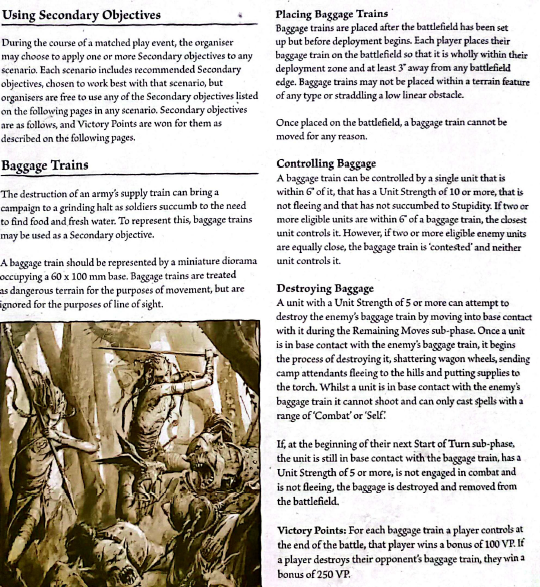 Using Secondary Objectives
During the course of a matched play event, the organiser
may choose to apply one or more Secondary objectives to any
scenario. Each scenario includes recommended Secondary
objectives, chosen to work best with that scenario, but
organisers are free to use any of the Secondary objectives listed
on the following pages in any scenario. Secondary objectives
are as follows, and Victory Points are won for them as
described on the following pages.
Baggage Trains
The destruction of an army's supply train can bring a
campaign to a grinding halt as soldiers succumb to the need
to find food and fresh water. To represent this, baggage trains
may be used as a Secondary objective.
A baggage train should be represented by a miniature diorama
occupying a 60 x 100 mm base. Baggage trains are treated
as dangerous terrain for the purposes of movement, but are
ignored for the purposes of line of sight.
Placing Baggage Trains
Baggage trains are placed after the battlefield has been set
up but before deployment begins. Each player places their
baggage train on the battlefield so that it is wholly within their
deployment zone and at least 3" away from any battlefield
edge. Baggage trains may not be placed within a terrain feature
of any type or straddling a low linear obstacle.
Once placed on the battlefield, a baggage train cannot be
moved for any reason.
Controlling Baggage
A baggage train can be controlled by a single unit that is
within 6" of it, that has a Unit Strength of 10 or more, that is
not fleeing and that has not succumbed to Stupidity. If two or
more eligible units are within 6" of a baggage train, the closest
unit controls it. However, if two or more eligible enemy units
are equally close, the baggage train is 'contested' and neither
unit controls it.
Destroying Baggage
A unit with a Unit Strength of 5 or more can attempt to
destroy the enemy's baggage train by moving into base contact
with it during the Remaining Moves sub-phase. Once a unit
is in base contact with the enemy's baggage train, it begins
the process of destroying it, shattering wagon wheels, sending
camp attendants fleeing to the hills and putting supplies to
the torch. Whilst a unit is in base contact with the enemy's
baggage train it cannot shoot and can only cast spells with a
range of 'Combat' or 'Self'.
If, at the beginning of their next Start of Turn sub-phase,
the unit is still in base contact with the baggage train, has a
Unit Strength of 5 or more, is not engaged in combat and
is not fleeing, the baggage is destroyed and removed from
the battlefield.
Victory Points: For each baggage train a player controls at
the end of the battle, that player wins a bonus of 100 VP. If
a player destroys their opponent's baggage train, they win a
bonus of 250 VP.